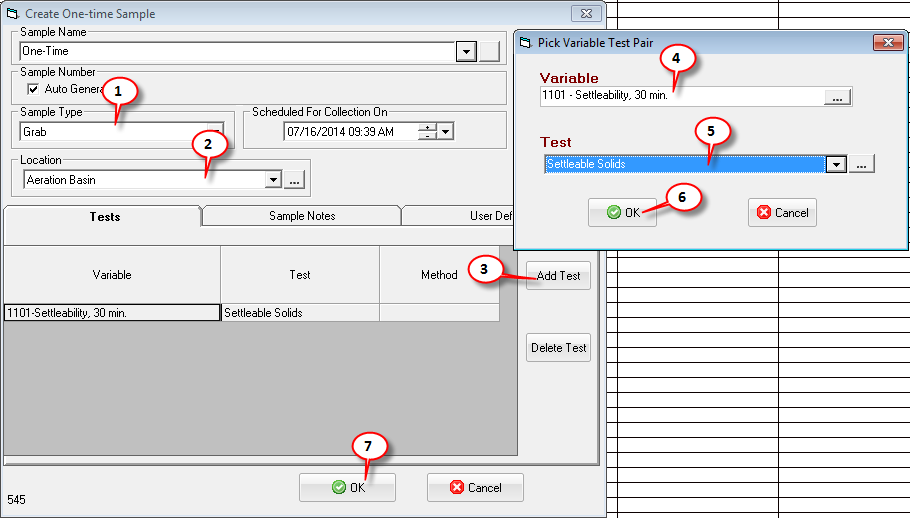 Create One-time Sample
Sample Name
One-Time
Sample Number
Auto Genera
1
Sample Type
Grab
Scheduled For Collection On
07/16/2014 09:39 AM
2
Location
Aeration Basin
...
Tests
Sample Notes
User Def
Variable
Test
Method
1101-Settleability, 30 min.
Settleable Solids
3
Add Test
Delete Test
7
OK
Cancel
545
Pick Variable Test Pair
4
Variable
1101 - Settleability, 30 min.
...
5
Test
Settleable Solids
...
6
OK
Cancel